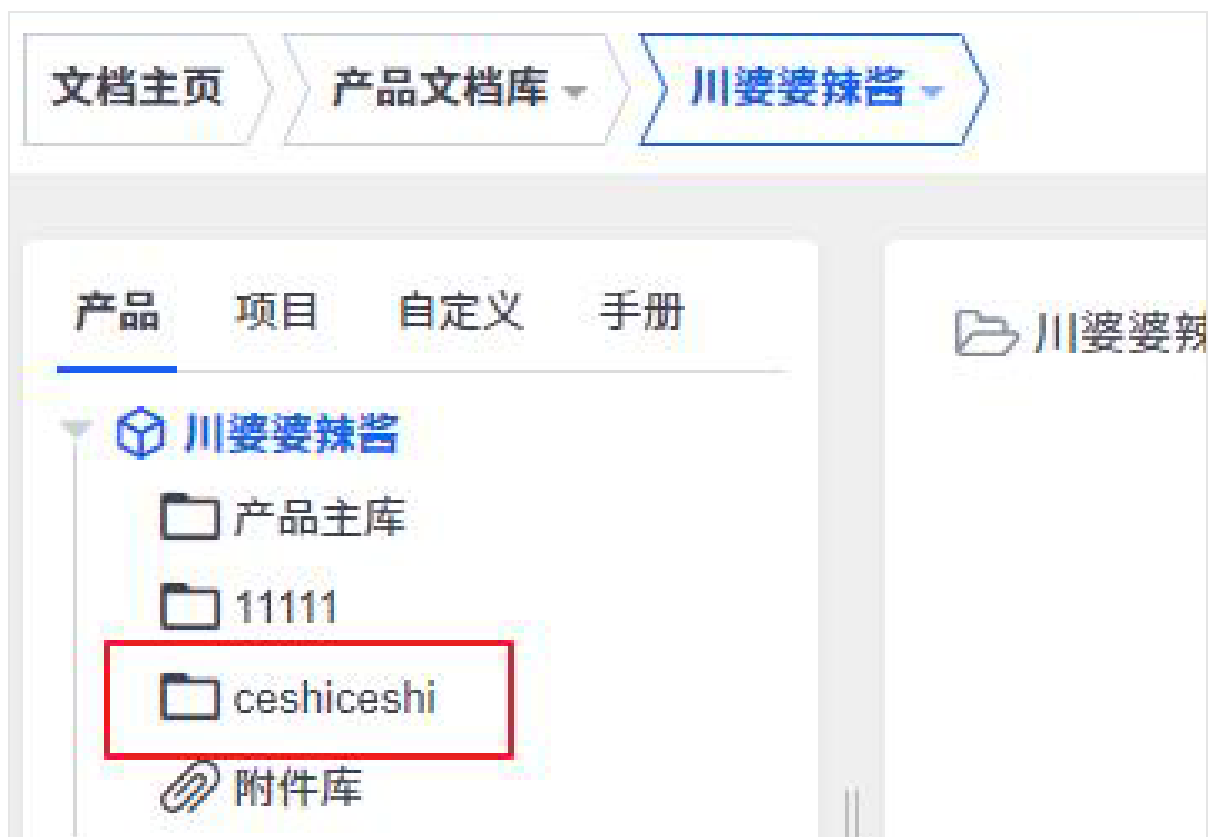 文档主页 产品文档库 川婆婆辣酱
产品 项目 自定义 手册
川婆婆辣
川婆婆辣酱
产品主库
11111
ceshiceshi
附件库